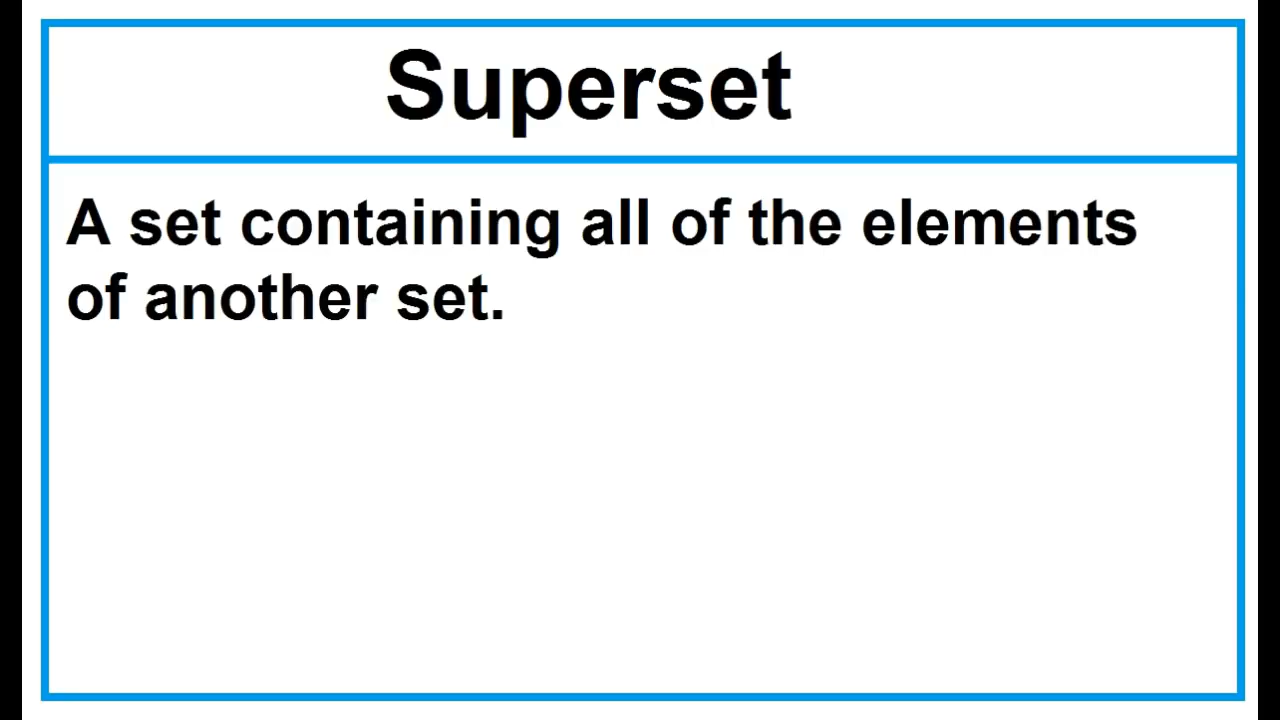 Superset
A set containing all of the elements
of another set.